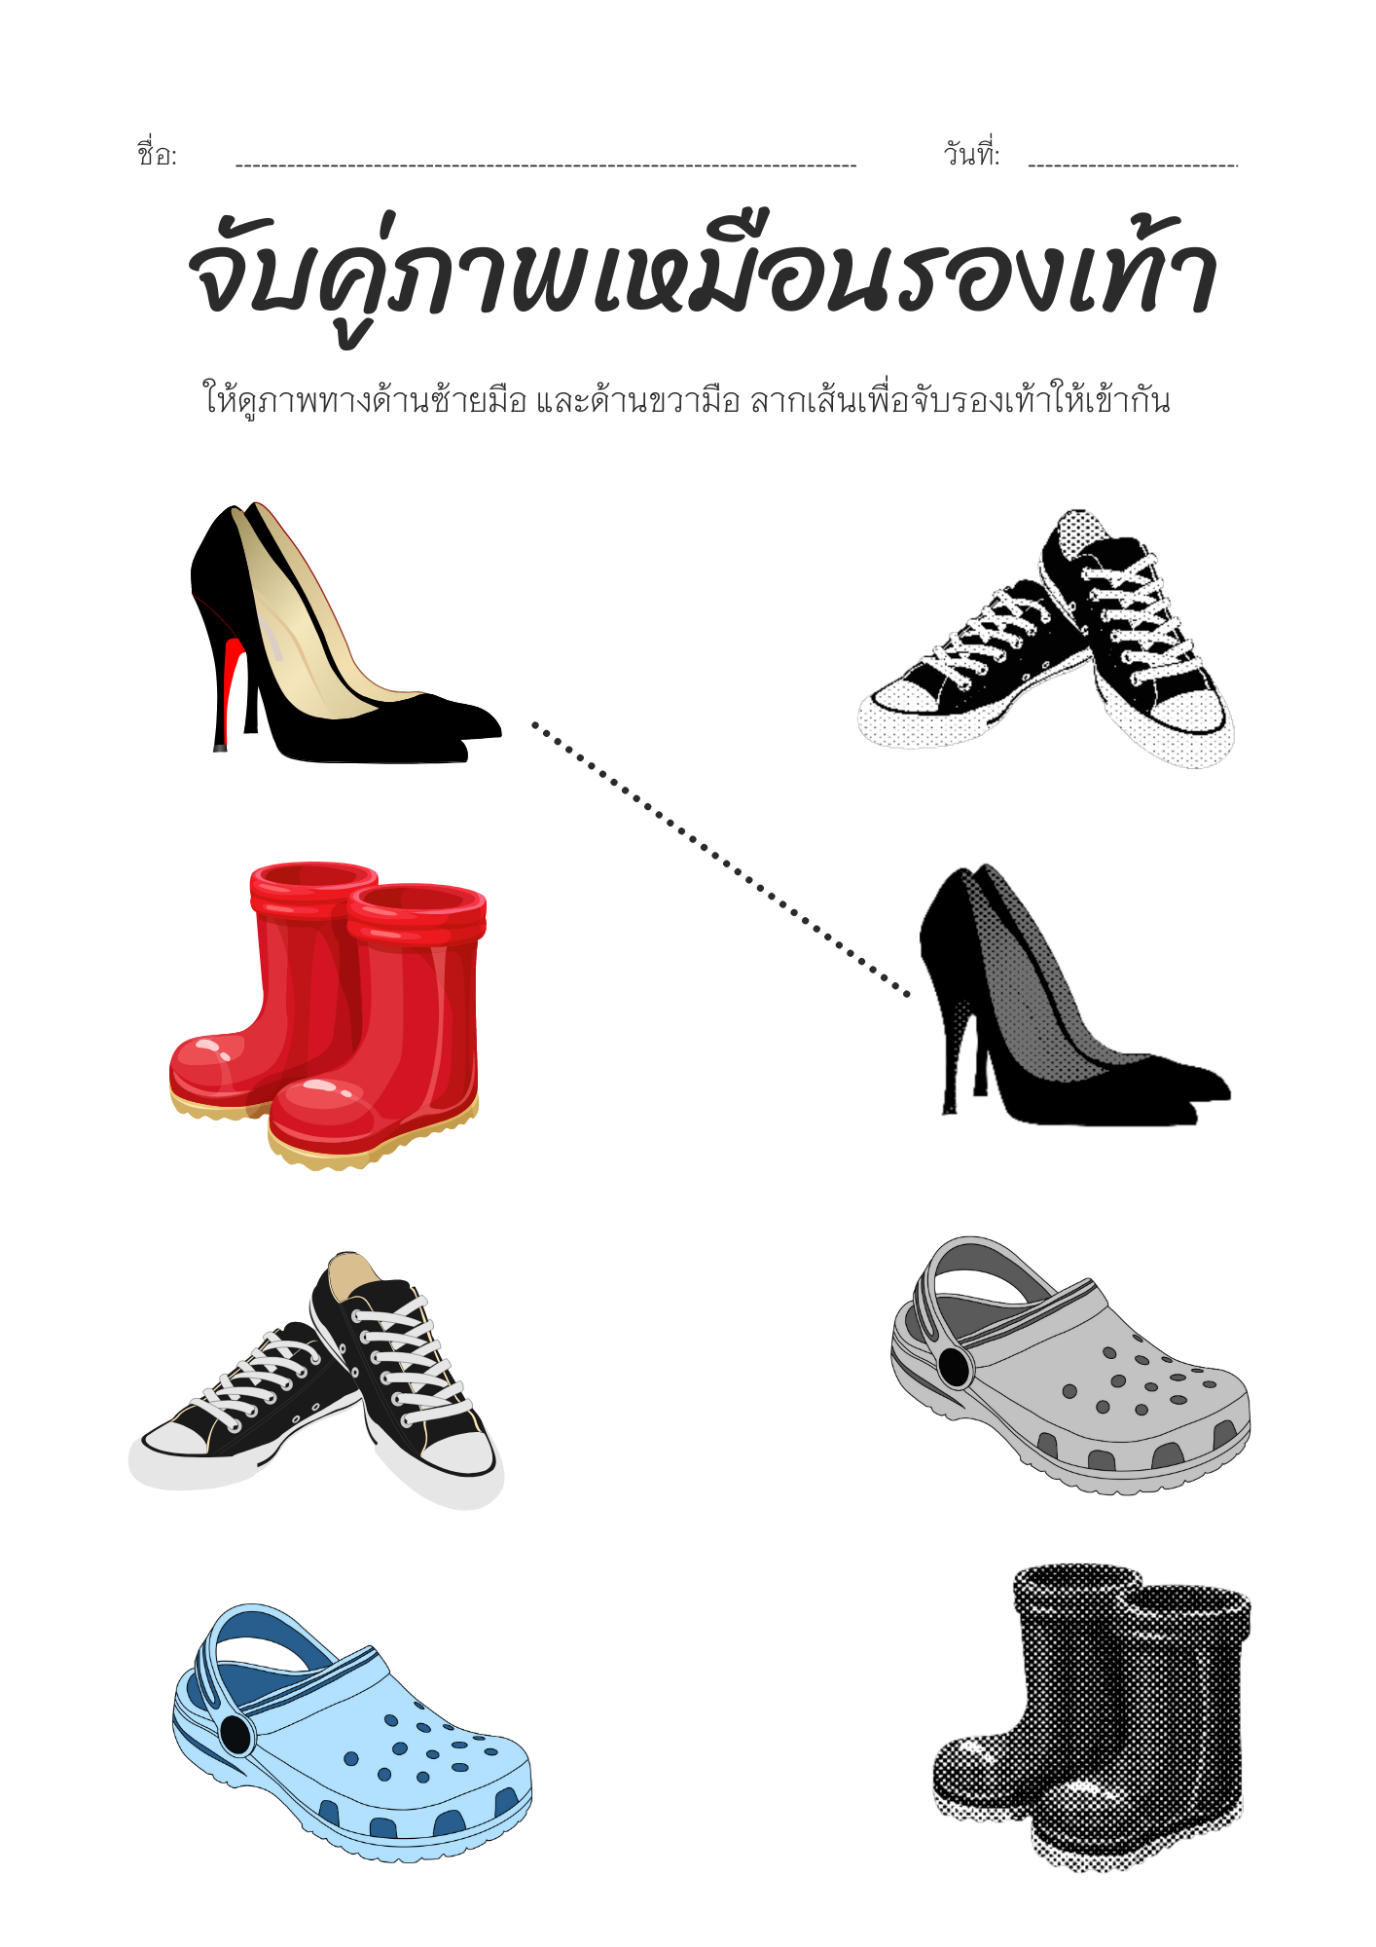 ชื่อ: วันที่:
จับคู่ภาพเหมือนรองเท้า
ให้ดูภาพทางด้านซ้ายมือ และด้านขวามือ ลากเส้นเพื่อจับรองเท้าให้เข้ากัน